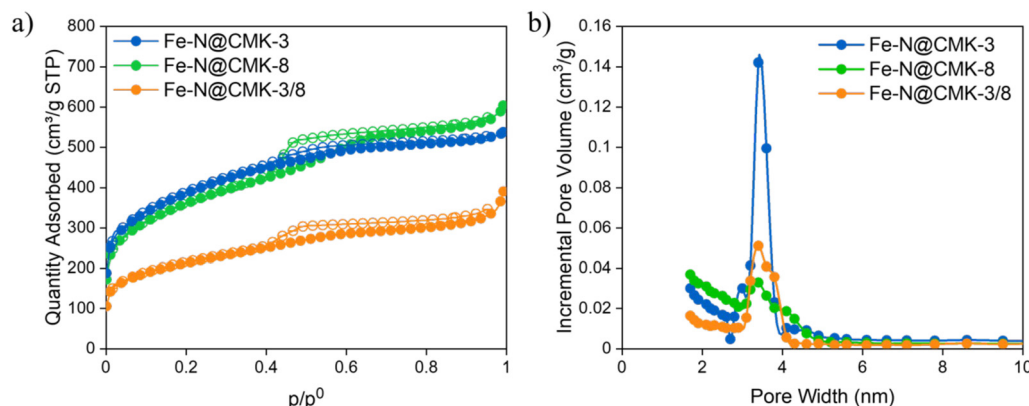 a)
800
700
600
500
400
300
200
100
0
Quantity Adsorbed (cm³/g STP)
Fe-N@CMK-3
Fe-N@CMK-8
Fe-N@CMK-3/8
0 0.2 0.4 0.6 0.8 1
p/p⁰
b)
0.16
0.14
0.12
0.10
0.08
0.06
0.04
0.02
0
Incremental Pore Volume (cm³/g)
Fe-N@CMK-3
Fe-N@CMK-8
Fe-N@CMK-3/8
2 4 6 8 10
Pore Width (nm)